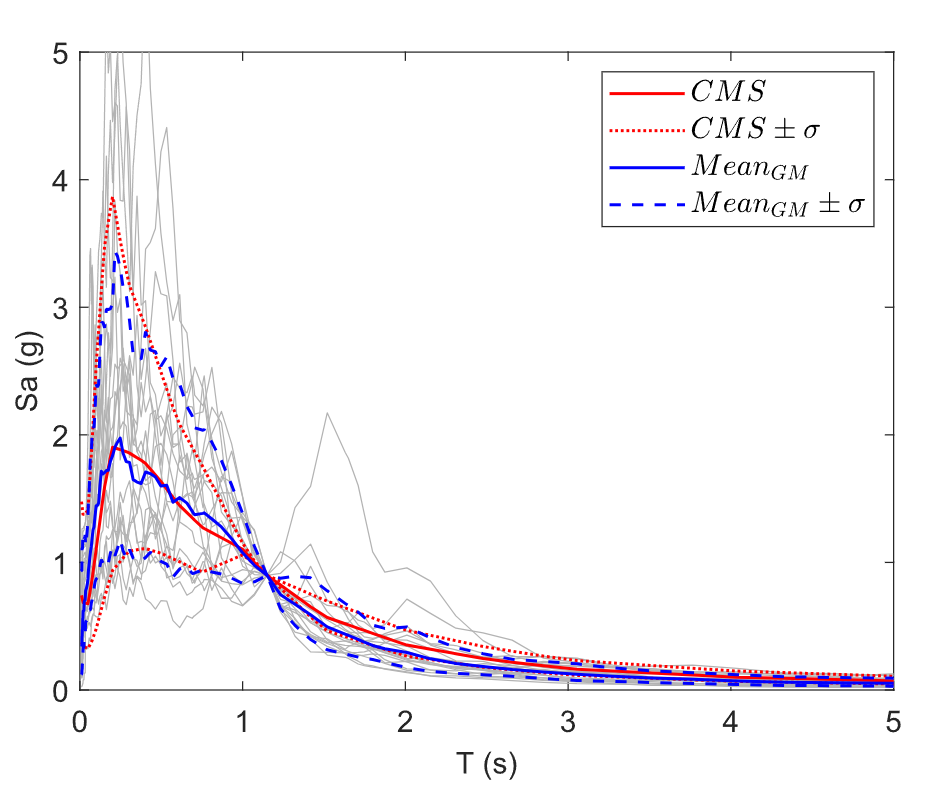 5
4
3
2
1
0
Sa (g)
CMS
CMS ± σ
Mean_GM
Mean_GM ± σ
0 1 2 3 4 5
T (s)